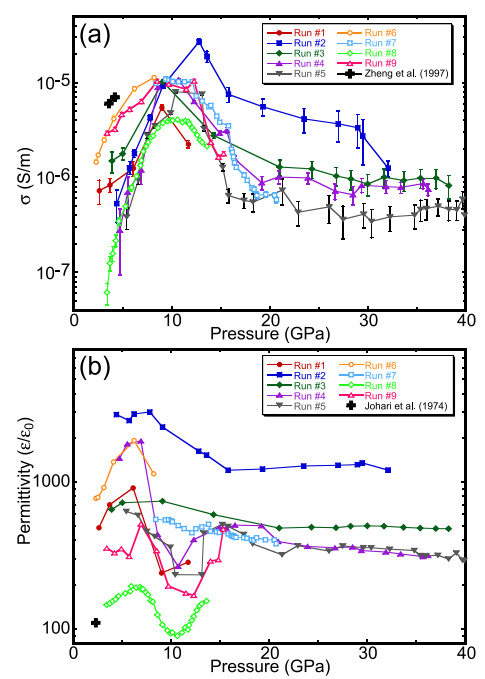 (a)
Run #1 Run #6
Run #2 Run #7
Run #3 Run #8
Run #4 Run #9
Run #5 Zheng et al. (1997)
10-5
10-6
10-7
σ (S/m)
0 10 20 30 40
Pressure (GPa)
(b)
Run #1 Run #6
Run #2 Run #7
Run #3 Run #8
Run #4 Run #9
Run #5 Johari et al. (1974)
1000
100
Permittivity (ε/ε0)
0 10 20 30 40
Pressure (GPa)